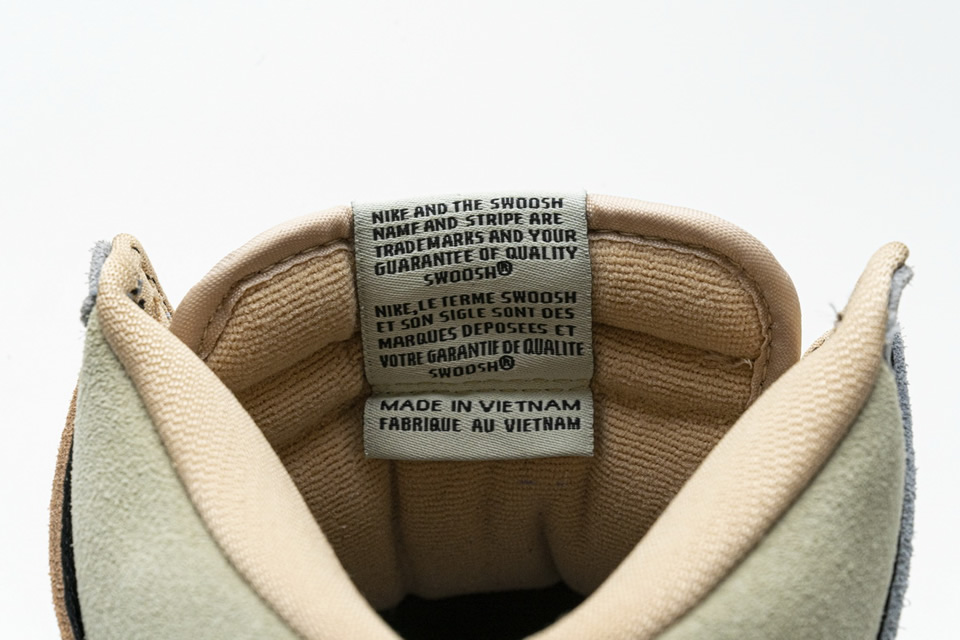 NIKE AND THE SWOOSH
NAME AND STRIPE ARE
TRADEMARKS AND YOUR
GUARANTEE OF QUALITY
SWOOSH®
NIKE, LE TERME SWOOSH
ET SON SIGLE SONT DES
MARQUES DEPOSEES ET
VOTRE GARANTIE DE QUALITE
SWOOSH®
MADE IN VIETNAM
FABRIQUE AU VIETNAM